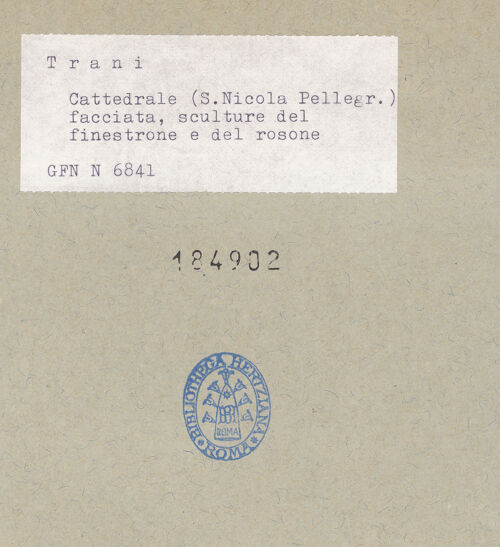 T r a n i
Cattedrale (S.Nicola Pellegr.)
facciata, sculture del
finestrone e del rosone
GFN N 6841
184902
BIBLIOTHECA HERTZIANA
ROMA
* ROMA *